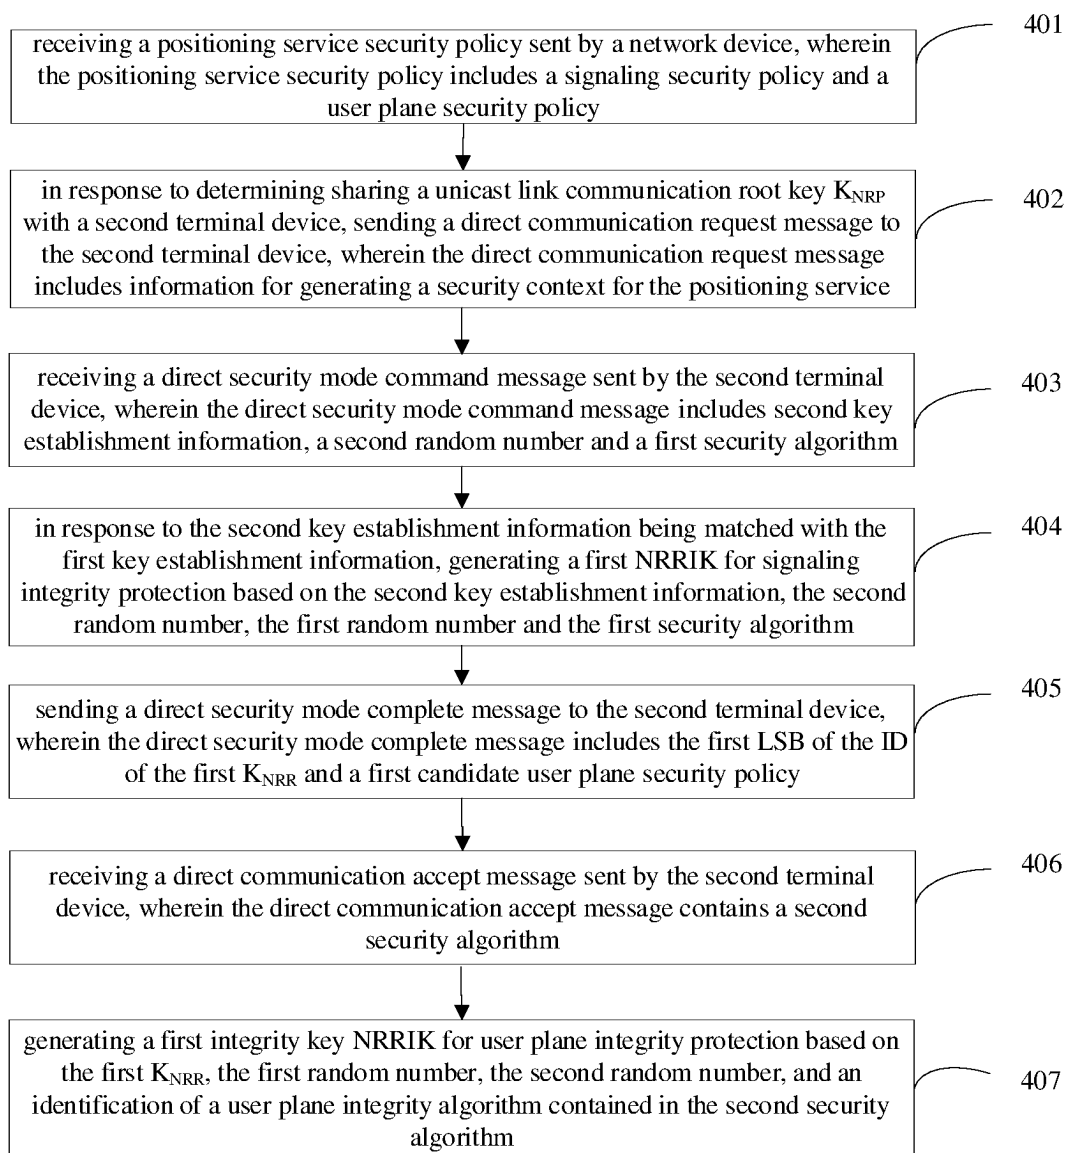 401
receiving a positioning service security policy sent by a network device, wherein
the positioning service security policy includes a signaling security policy and a
user plane security policy
in response to determining sharing a unicast link communication root key KNRP
with a second terminal device, sending a direct communication request message to
the second terminal device, wherein the direct communication request message
includes information for generating a security context for the positioning service
402
receiving a direct security mode command message sent by the second terminal
device, wherein the direct security mode command message includes second key
establishment information, a second random number and a first security algorithm
403
in response to the second key establishment information being matched with the
first key establishment information, generating a first NRRIK for signaling
integrity protection based on the second key establishment information, the second
random number, the first random number and the first security algorithm
404
sending a direct security mode complete message to the second terminal device,
wherein the direct security mode complete message includes the first LSB of the ID
of the first KNRR and a first candidate user plane security policy
405
receiving a direct communication accept message sent by the second terminal
device, wherein the direct communication accept message contains a second
security algorithm
406
generating a first integrity key NRRIK for user plane integrity protection based on
the first KNRR, the first random number, the second random number, and an
identification of a user plane integrity algorithm contained in the second security
algorithm
407